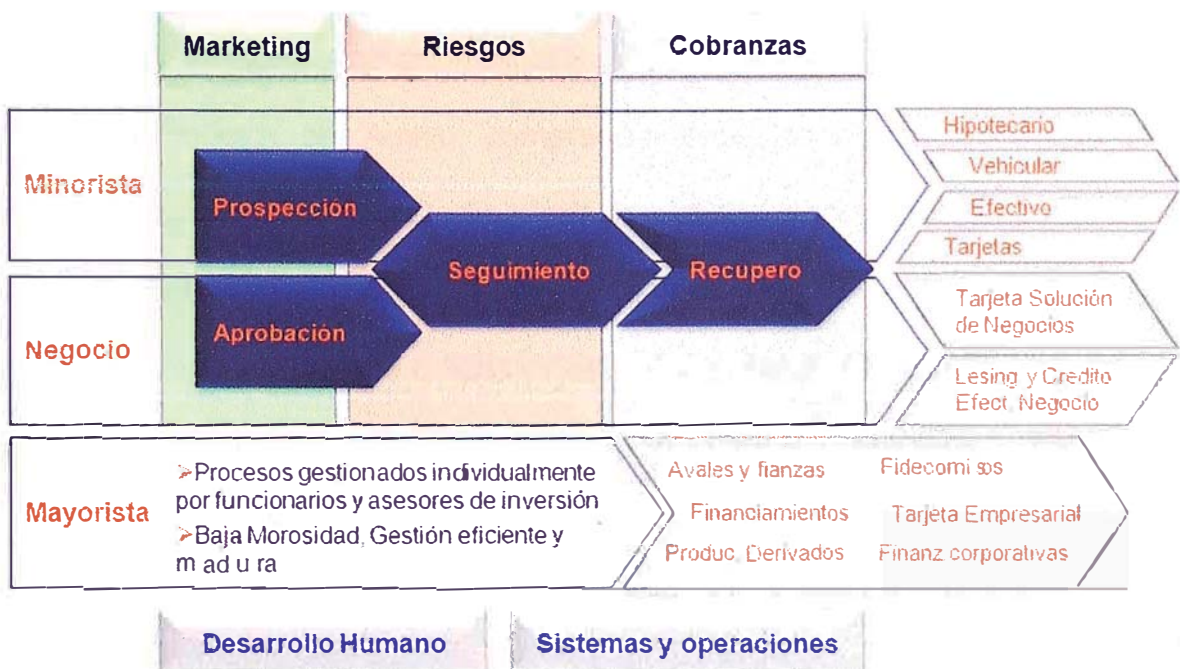 Marketing
Riesgos
Cobranzas
Minorista
Prospección
Seguimiento
Recupero
Hipotecario
Vehicular
Efectivo
Tarjetas
Negocio
Aprobación
Tarjeta Solución
de Negocios
Lesing y Credito
Efect, Negocio
Mayorista
➢Procesos gestionados individualmente
por funcionarios y asesores de inversión
➢Baja Morosidad, Gestión eficiente y
madura
Avales y fianzas
Fidecomisos
Financiamientos
Tarjeta Empresarial
Produc, Derivados
Finanz corporativas
Desarrollo Humano
Sistemas y operaciones